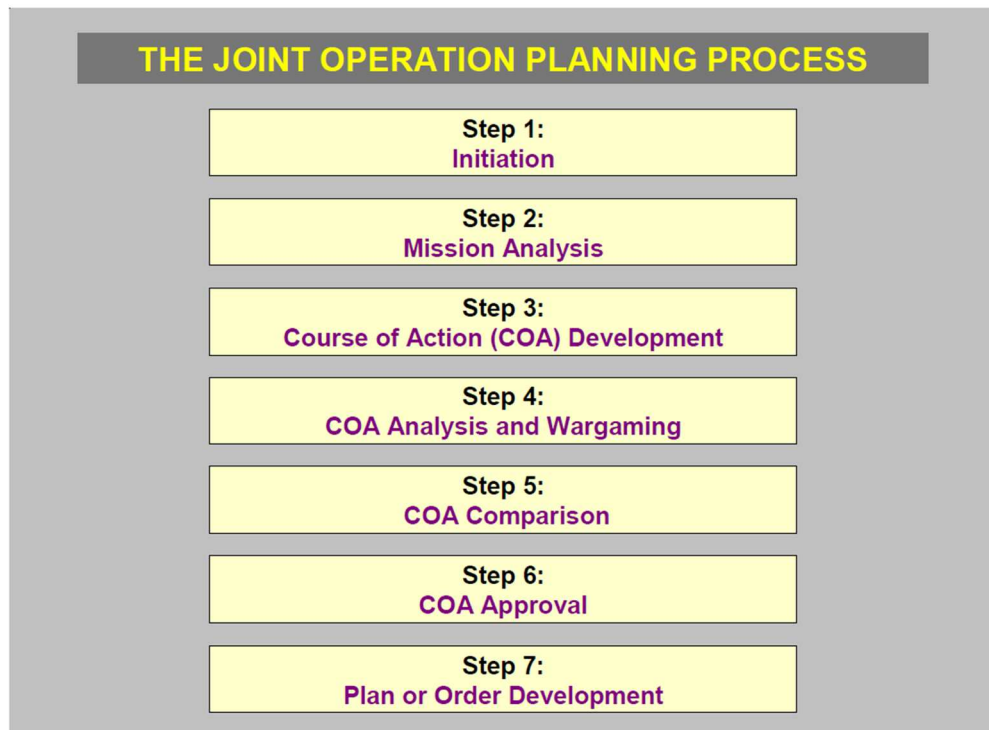 THE JOINT OPERATION PLANNING PROCESS
Step 1:
Initiation
Step 2:
Mission Analysis
Step 3:
Course of Action (COA) Development
Step 4:
COA Analysis and Wargaming
Step 5:
COA Comparison
Step 6:
COA Approval
Step 7:
Plan or Order Development